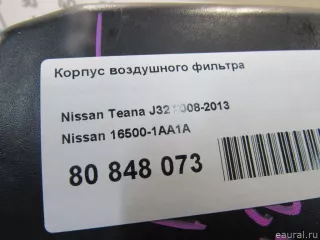 Корпус воздушного фильтра
Nissan Teana J32 2008-2013
Nissan 16500-1AA1A
80 848 073
eaural.ru